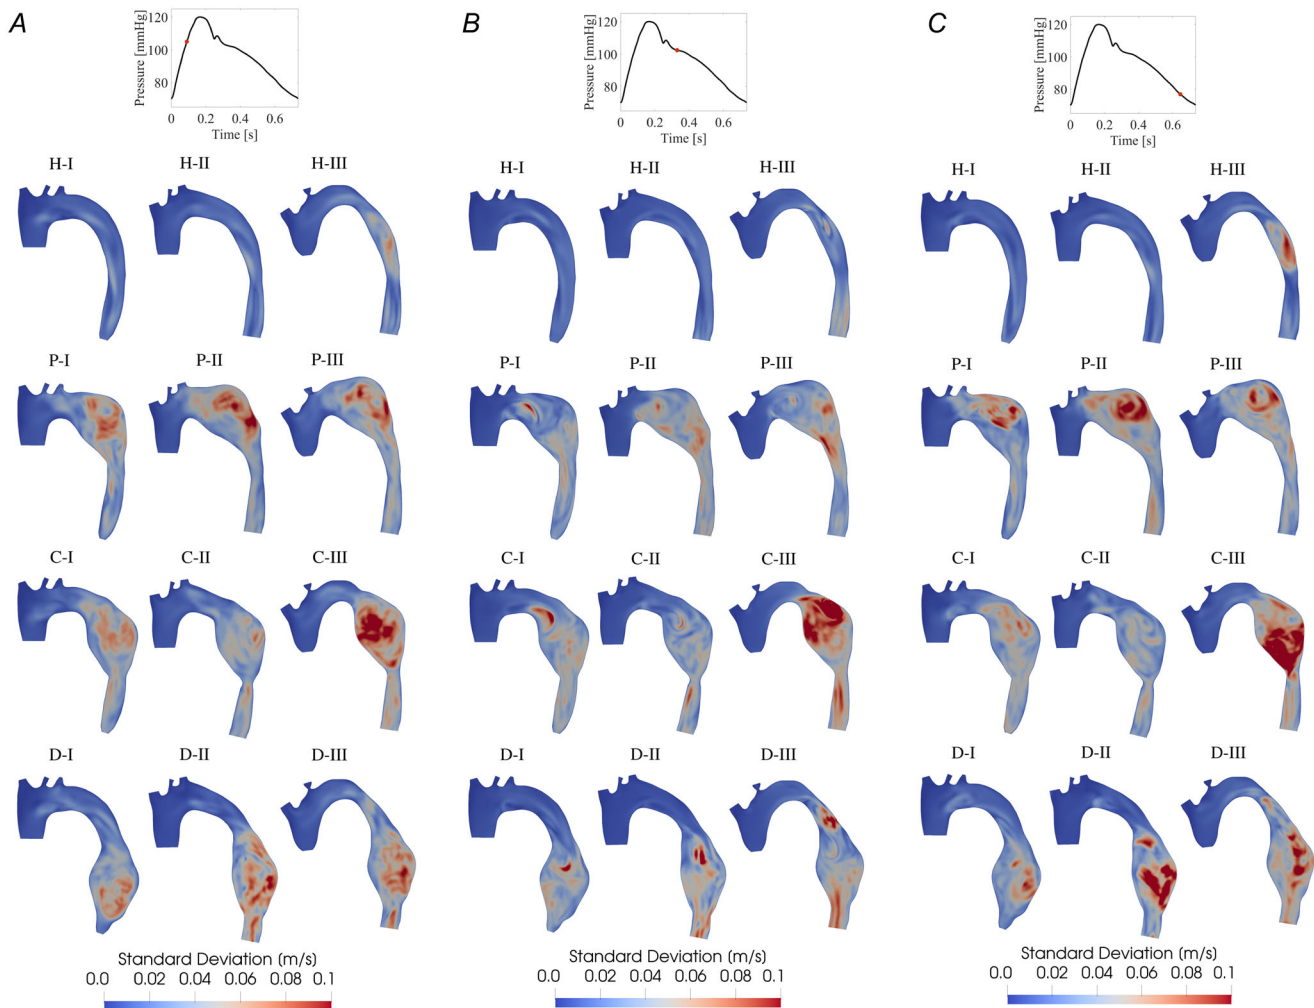 A
B
C
Pressure [mmHg]
120
100
80
0 0.2 0.4 0.6
Time [s]
Pressure [mmHg]
120
100
80
0 0.2 0.4 0.6
Time [s]
Pressure [mmHg]
120
100
80
0 0.2 0.4 0.6
Time [s]
H-I H-II H-III
H-I H-II H-III
H-I H-II H-III
P-I P-II P-III
P-I P-II P-III
P-I P-II P-III
C-I C-II C-III
C-I C-II C-III
C-I C-II C-III
D-I D-II D-III
D-I D-II D-III
D-I D-II D-III
Standard Deviation (m/s)
0.0 0.02 0.04 0.06 0.08 0.1
Standard Deviation (m/s)
0.0 0.02 0.04 0.06 0.08 0.1
Standard Deviation (m/s)
0.0 0.02 0.04 0.06 0.08 0.1